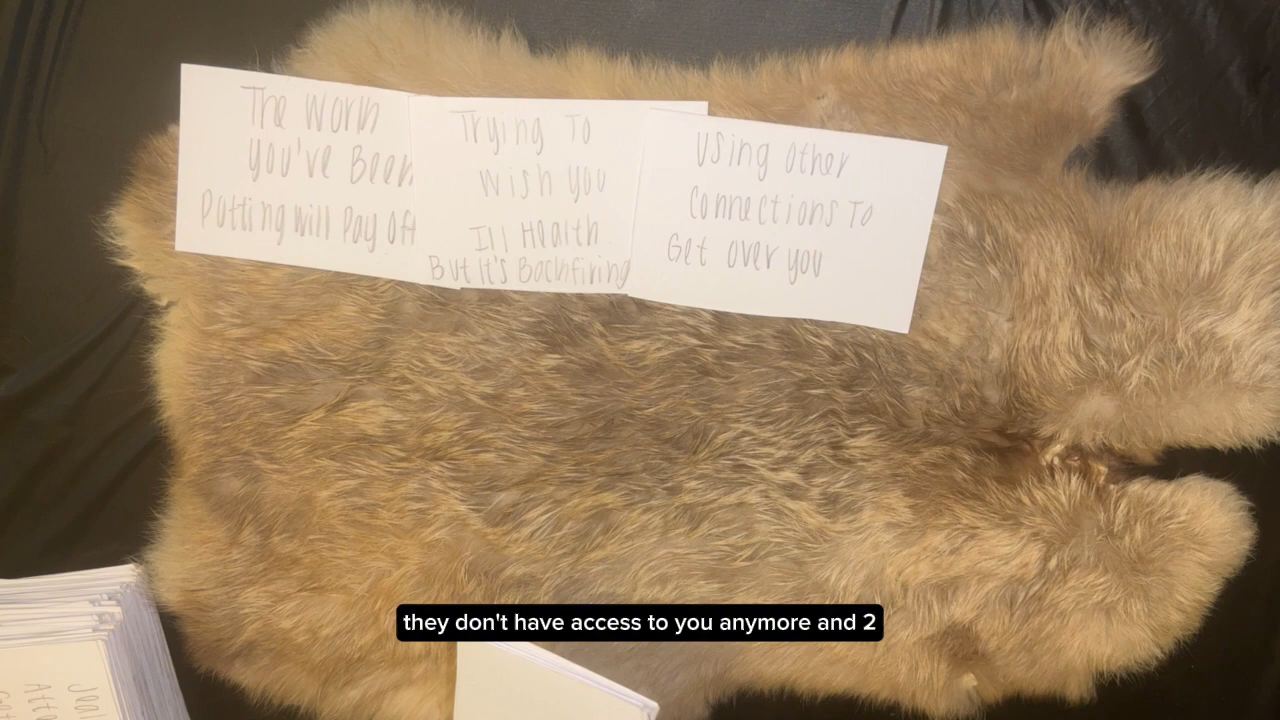 The Work
you've Been
Putting will Pay Off
Trying To
Wish you
Ill Health
But it's Backfiring
Using Other
Connections To
Get over you
they don't have access to you anymore and 2